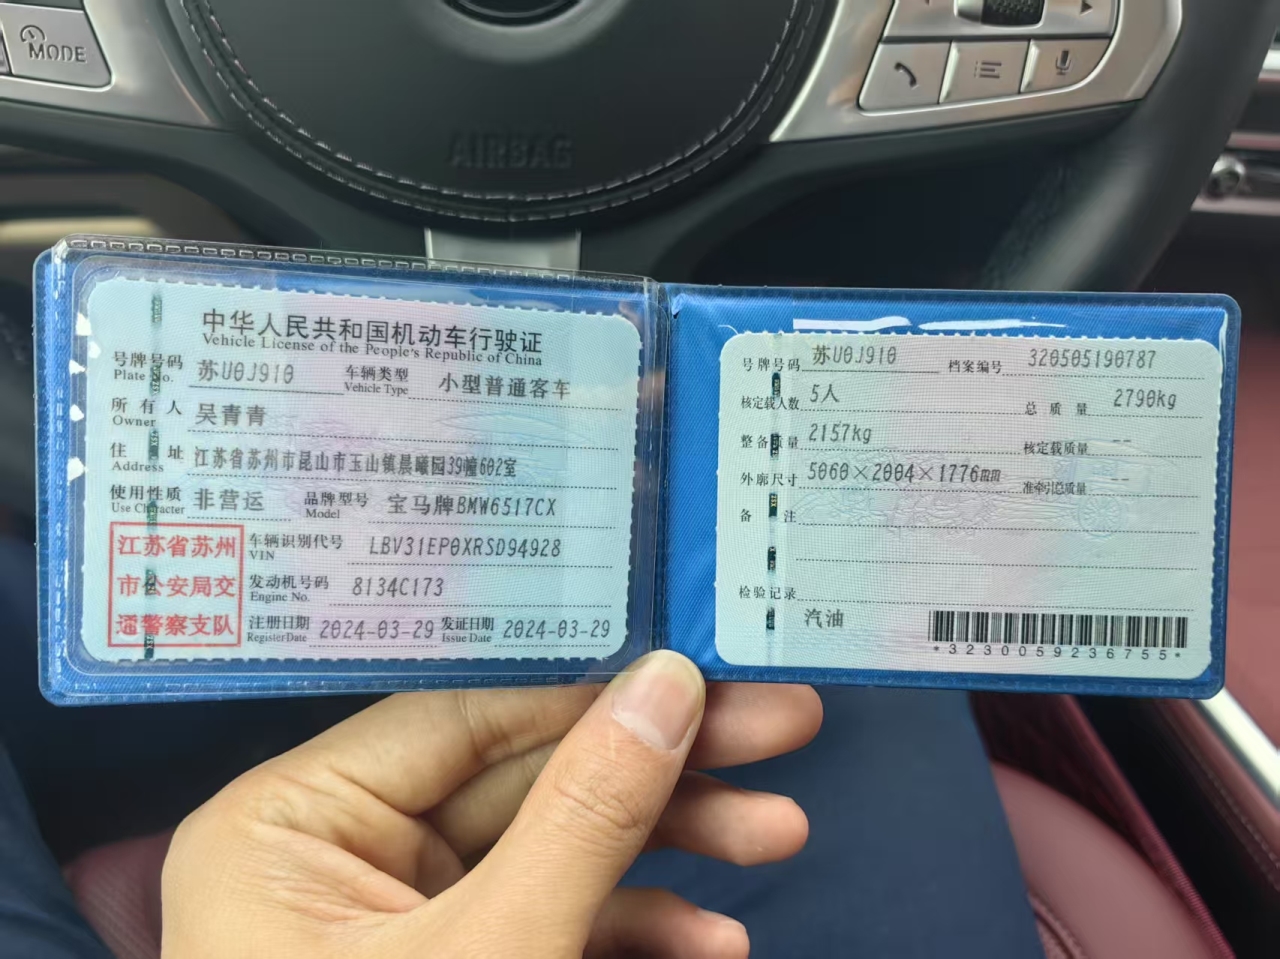 MODE
AIRBAG
中华人民共和国机动车行驶证
Vehicle License of the People's Republic of China
号牌号码 苏U0J910 车辆类型 小型普通客车
Plate No. Vehicle Type
所有人 吴青青
Owner
住址 江苏省苏州市昆山市玉山镇晨曦园39幢602室
Address
使用性质 非营运 品牌型号 宝马牌BMW6517CX
Use Character Model
江苏省苏州
市公安局交
通警察支队
车辆识别代号 LBV31EP0XRSD94928
VIN
发动机号码 8134C173
Engine No.
注册日期 2024-03-29 发证日期 2024-03-29
Register Date Issue Date
号牌号码 苏U0J910 档案编号 320505190787
核定载人数 5人 总质量 2790kg
整备质量 2157kg 核定载质量 --
外廓尺寸 5060×2004×1776mm 准牵引总质量 --
备注
检验记录
汽油
*3230059236755*